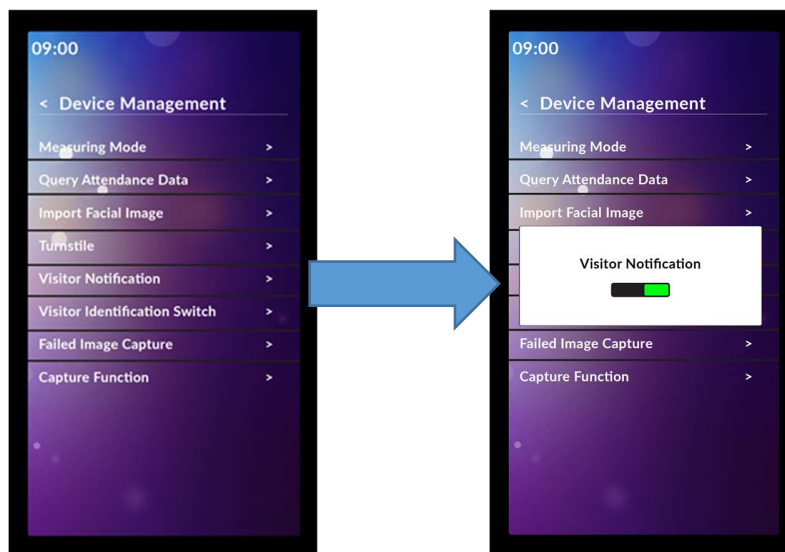 09:00
< Device Management
Measuring Mode >
Query Attendance Data >
Import Facial Image >
Turnstile >
Visitor Notification >
Visitor Identification Switch >
Failed Image Capture >
Capture Function >
09:00
< Device Management
Measuring Mode >
Query Attendance Data >
Import Facial Image >
Visitor Notification
Failed Image Capture >
Capture Function >